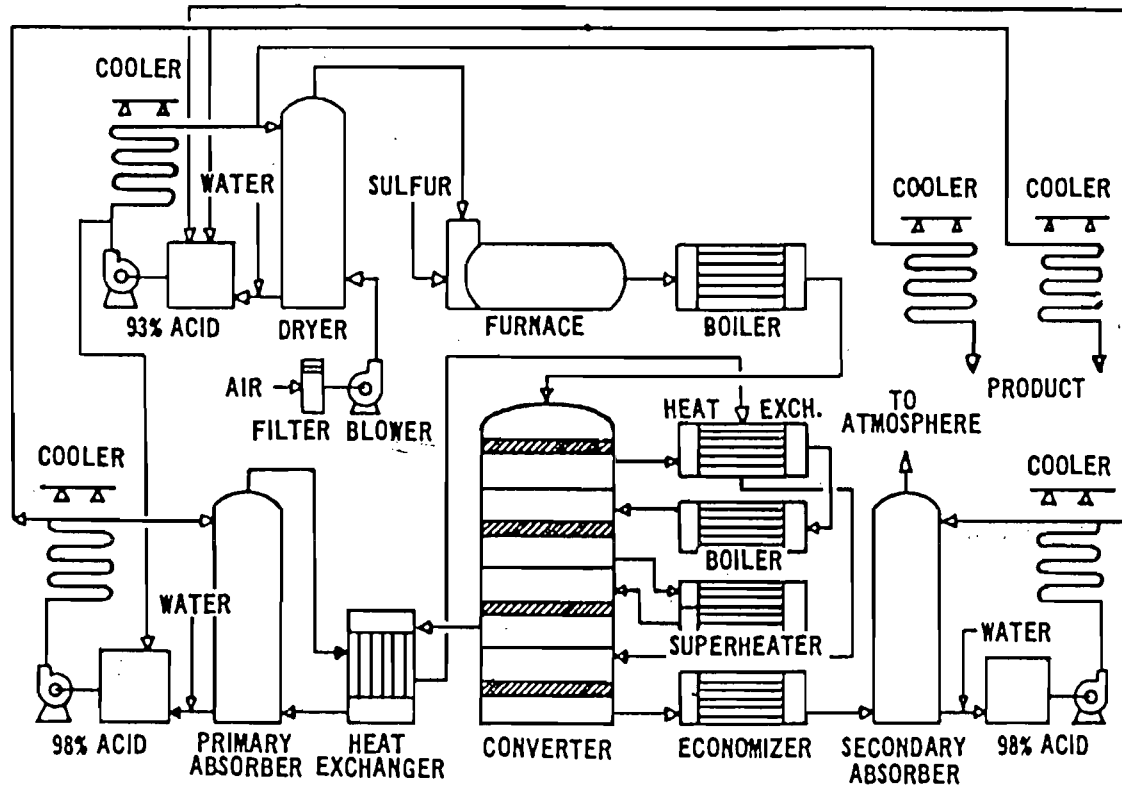 COOLER
WATER
SULFUR
COOLER
COOLER
93% ACID
DRYER
FURNACE
BOILER
AIR
FILTER BLOWER
PRODUCT
HEAT EXCH.
TO
ATMOSPHERE
COOLER
COOLER
BOILER
WATER
SUPERHEATER
WATER
98% ACID
PRIMARY
ABSORBER
HEAT
EXCHANGER
CONVERTER
ECONOMIZER
SECONDARY
ABSORBER
98% ACID